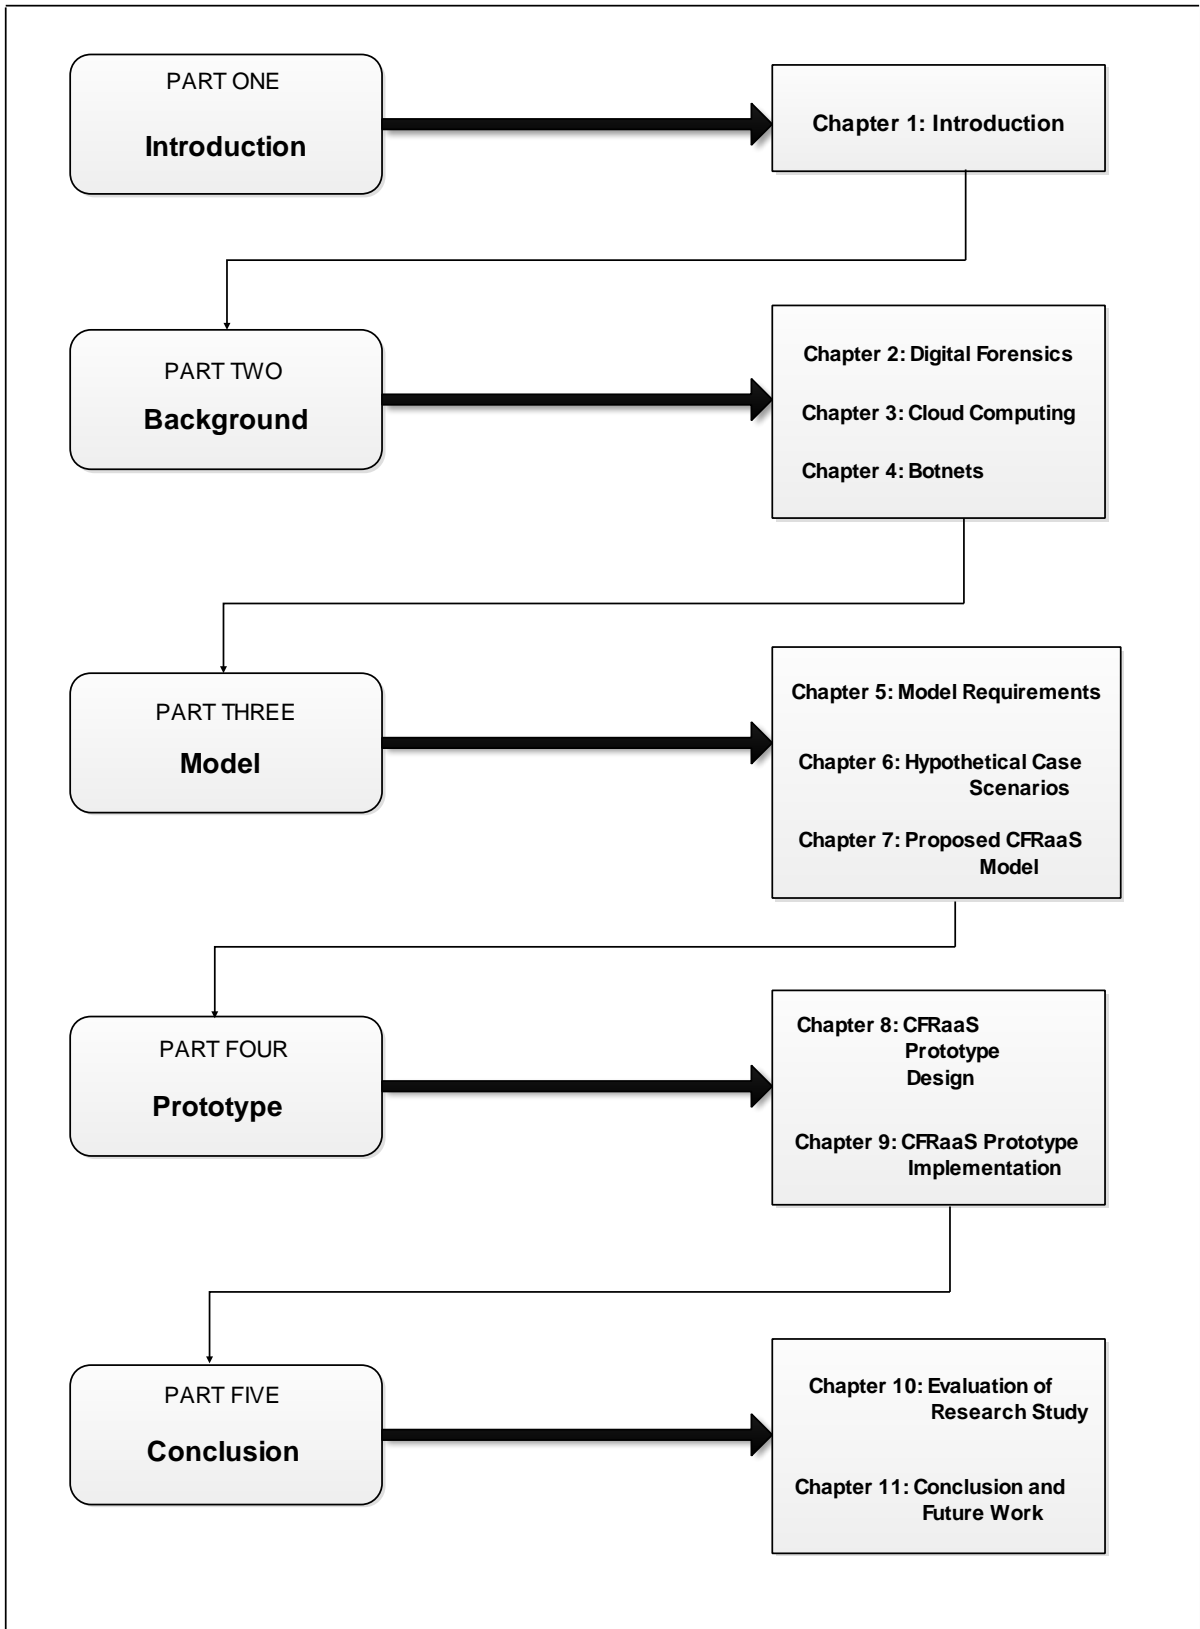 PART ONE
Introduction
Chapter 1: Introduction
PART TWO
Background
Chapter 2: Digital Forensics
Chapter 3: Cloud Computing
Chapter 4: Botnets
PART THREE
Model
Chapter 5: Model Requirements
Chapter 6: Hypothetical Case
Scenarios
Chapter 7: Proposed CFRaaS
Model
PART FOUR
Prototype
Chapter 8: CFRaaS
Prototype
Design
Chapter 9: CFRaaS Prototype
Implementation
PART FIVE
Conclusion
Chapter 10: Evaluation of
Research Study
Chapter 11: Conclusion and
Future Work